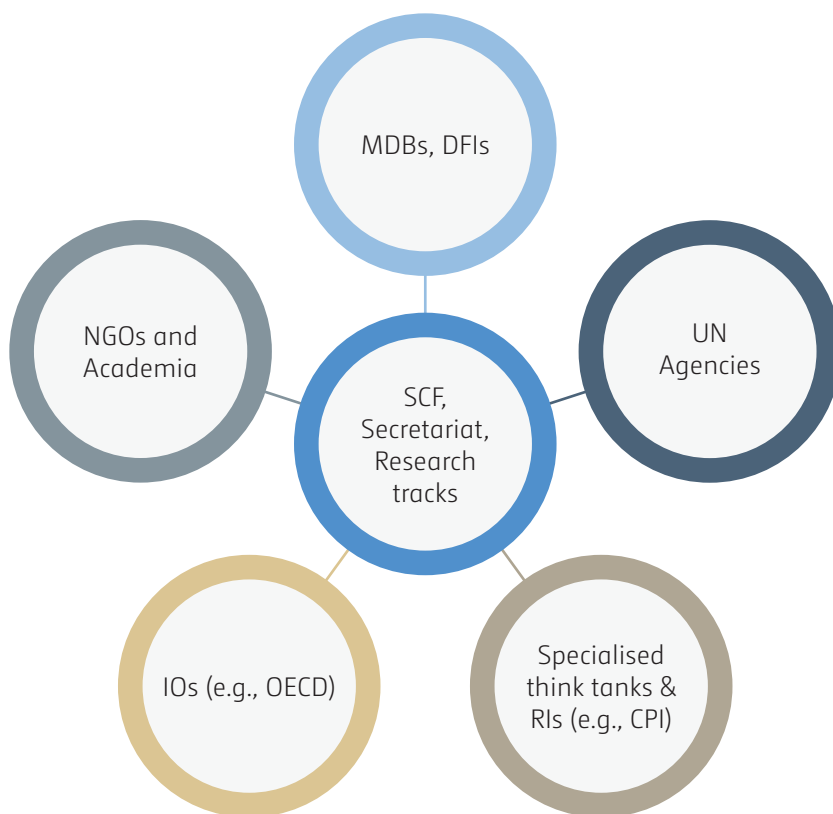 MDBs, DFIs
NGOs and
Academia
UN
Agencies
SCF,
Secretariat,
Research
tracks
IOs (e.g., OECD)
Specialised
think tanks &
RIs (e.g., CPI)